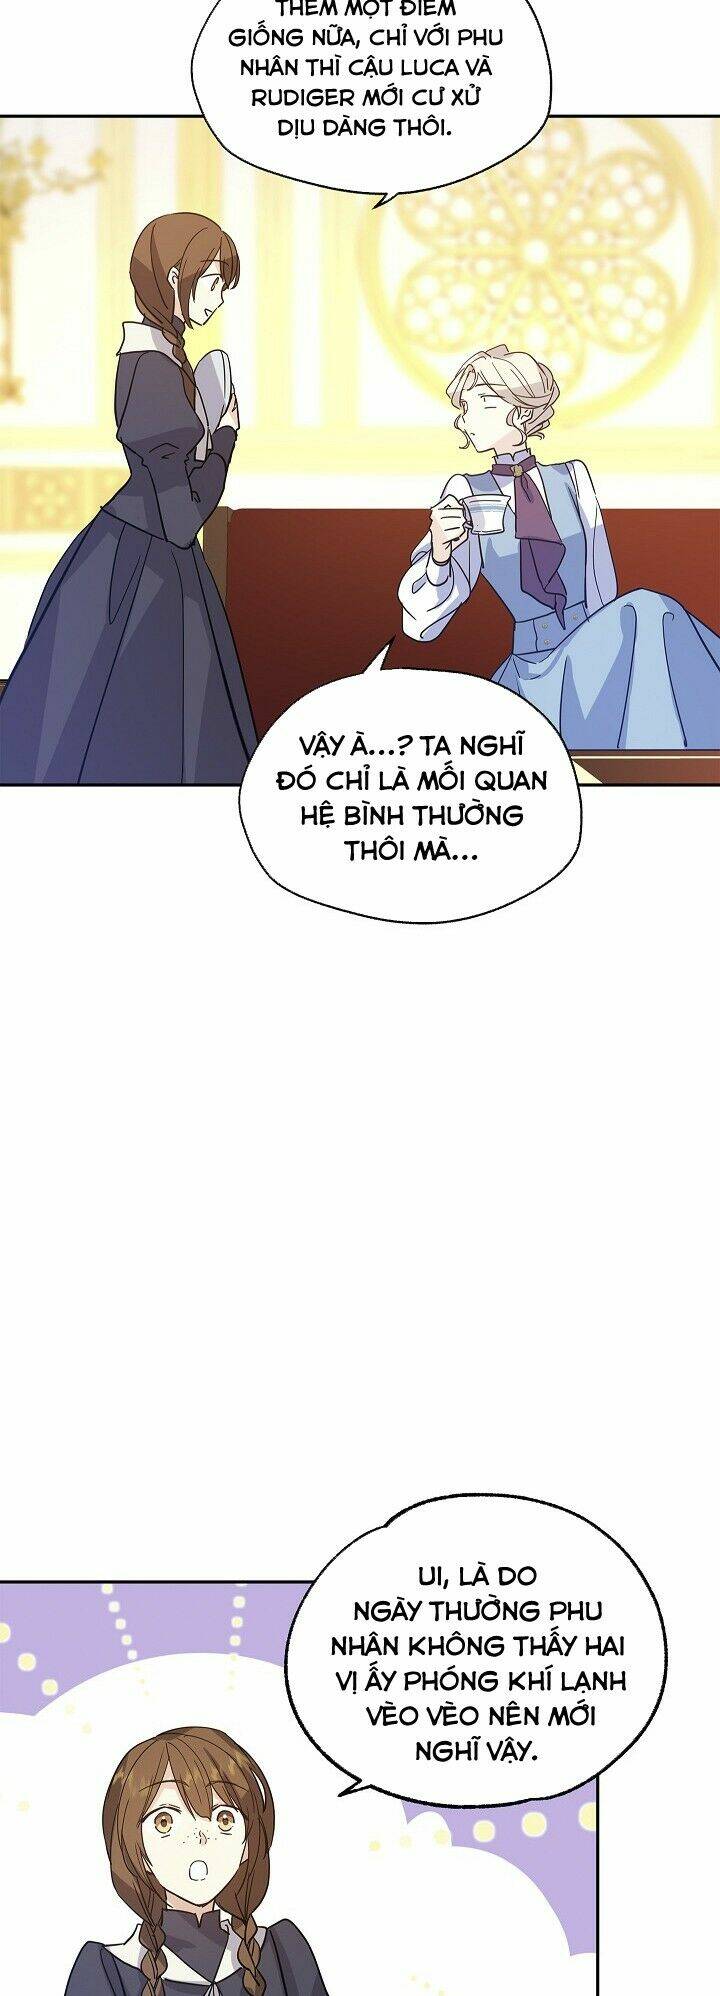 THÊM MỘT ĐIỂM
GIỐNG NỮA, CHỈ VỚI PHU
NHÂN THÌ CẬU LUCA VÀ
RUDIGER MỚI CƯ XỬ
DỊU DÀNG THÔI.
VẬY À...? TA NGHĨ
ĐÓ CHỈ LÀ MỐI QUAN
HỆ BÌNH THƯỜNG
THÔI MÀ...
UI, LÀ DO
NGÀY THƯỜNG PHU
NHÂN KHÔNG THẤY HAI
VỊ ẤY PHÓNG KHÍ LẠNH
VÈO VÈO NÊN MỚI
NGHĨ VẬY.